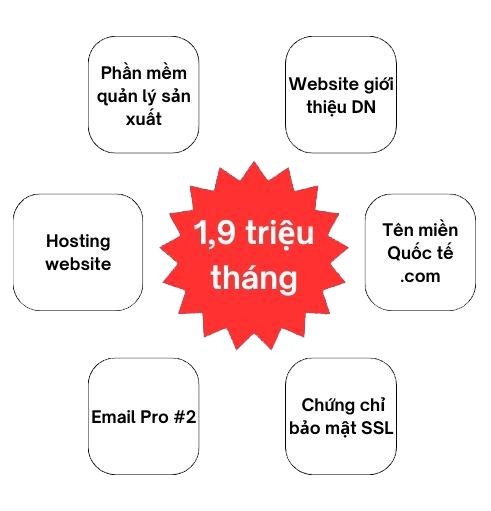 Phần mềm
quản lý sản
xuất
Website giới
thiệu DN
Hosting
website
1,9 triệu
tháng
Tên miền
Quốc tế
.com
Email Pro #2
Chứng chỉ
bảo mật SSL